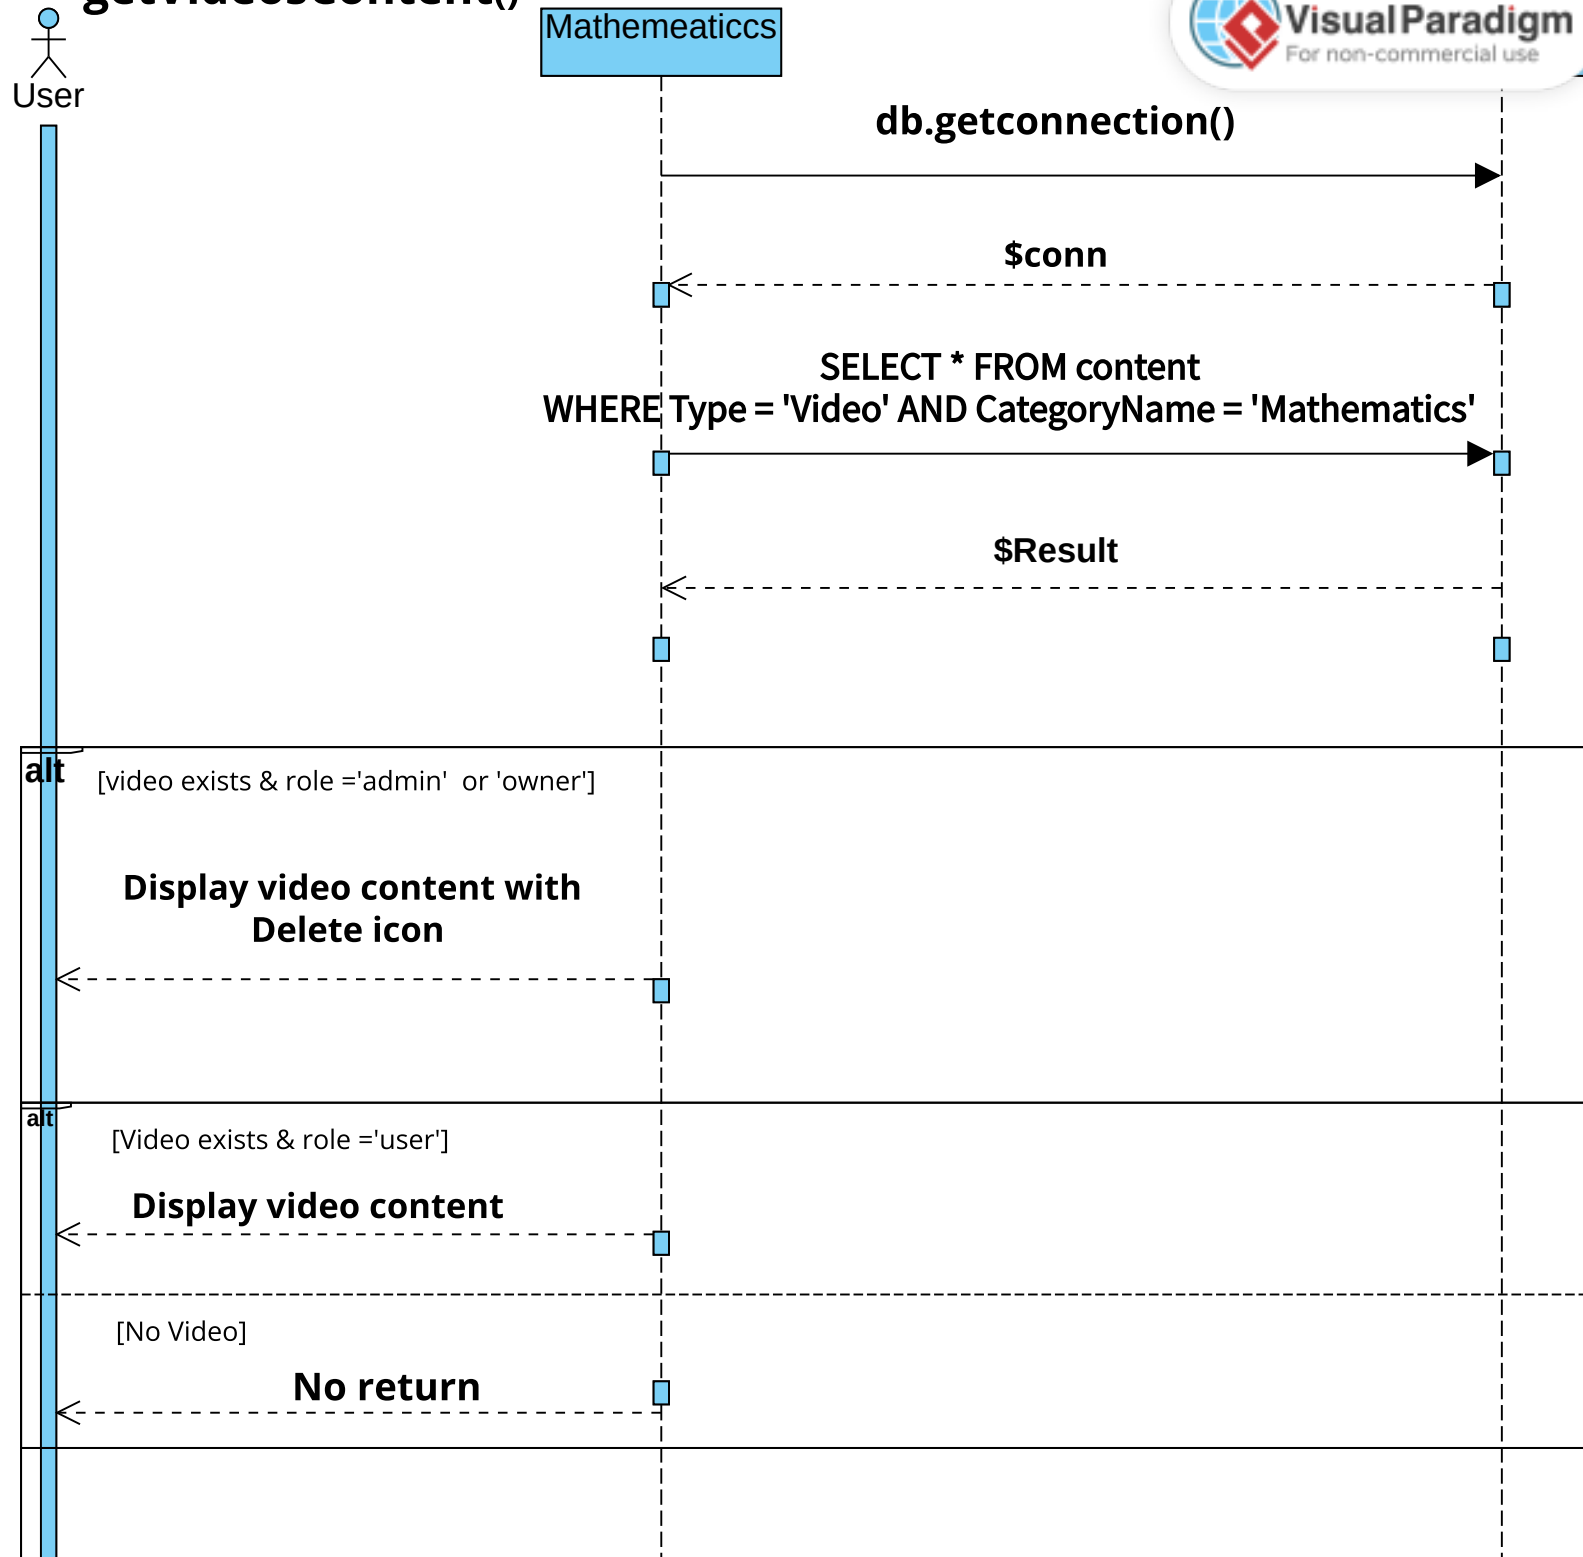 getVideoscontent()
Mathemeaticcs
Visual Paradigm
For non-commercial use
User
db.getconnection()
$conn
SELECT * FROM content
WHERE Type = 'Video' AND CategoryName = 'Mathematics'
$Result
alt
[video exists & role ='admin'  or 'owner']
Display video content with
Delete icon
alt
[Video exists & role ='user']
Display video content
[No Video]
No return